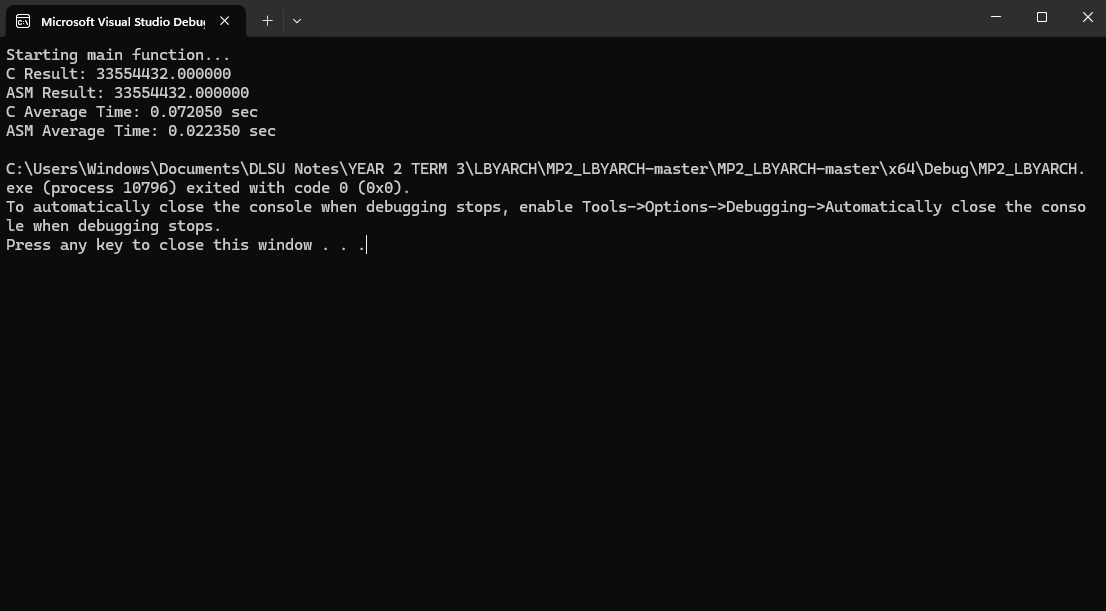 Microsoft Visual Studio Debug
Starting main function...
C Result: 33554432.000000
ASM Result: 33554432.000000
C Average Time: 0.072050 sec
ASM Average Time: 0.022350 sec
C:\Users\Windows\Documents\DLSU Notes\YEAR 2 TERM 3\LBYARCH\MP2_LBYARCH-master\MP2_LBYARCH-master\x64\Debug\MP2_LBYARCH.
exe (process 10796) exited with code 0 (0x0).
To automatically close the console when debugging stops, enable Tools->Options->Debugging->Automatically close the conso
le when debugging stops.
Press any key to close this window . . .